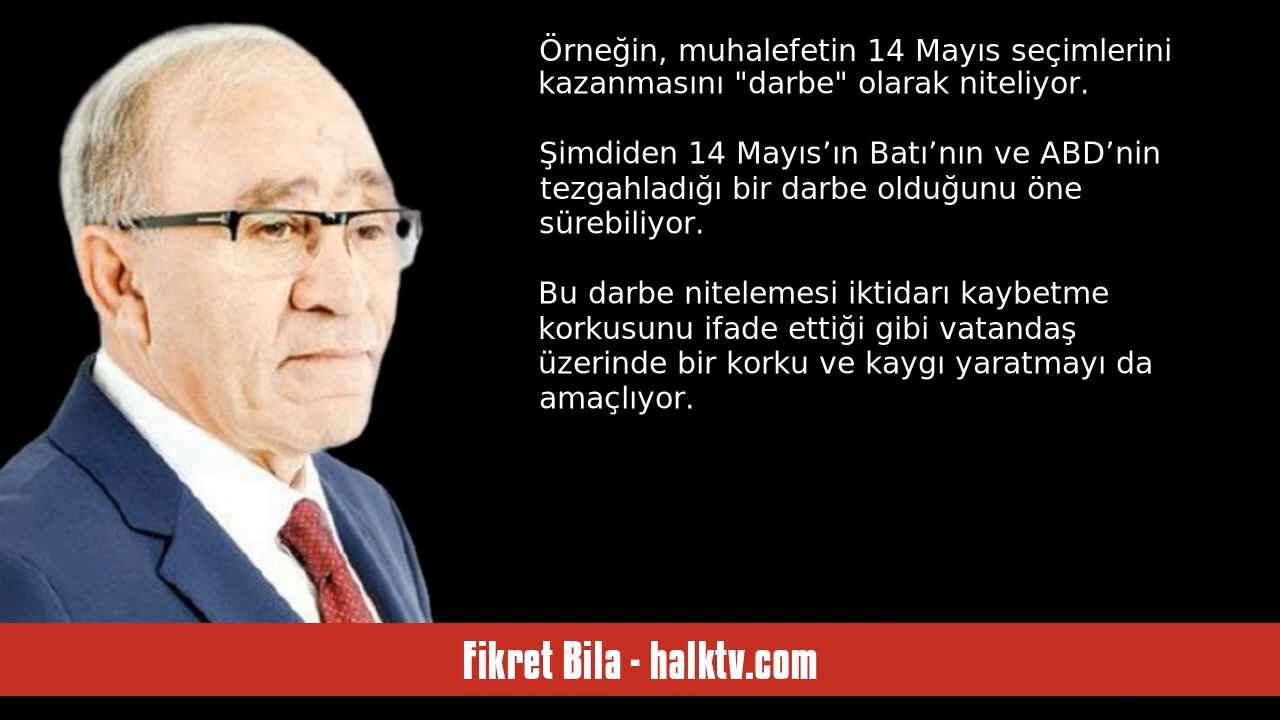 Örneğin, muhalefetin 14 Mayıs seçimlerini
kazanmasını "darbe" olarak niteliyor.
Şimdiden 14 Mayıs’ın Batı’nın ve ABD’nin
tezgahladığı bir darbe olduğunu öne
sürebiliyor.
Bu darbe nitelemesi iktidarı kaybetme
korkusunu ifade ettiği gibi vatandaş
üzerinde bir korku ve kaygı yaratmayı da
amaçlıyor.
Fikret Bila - halktv.com